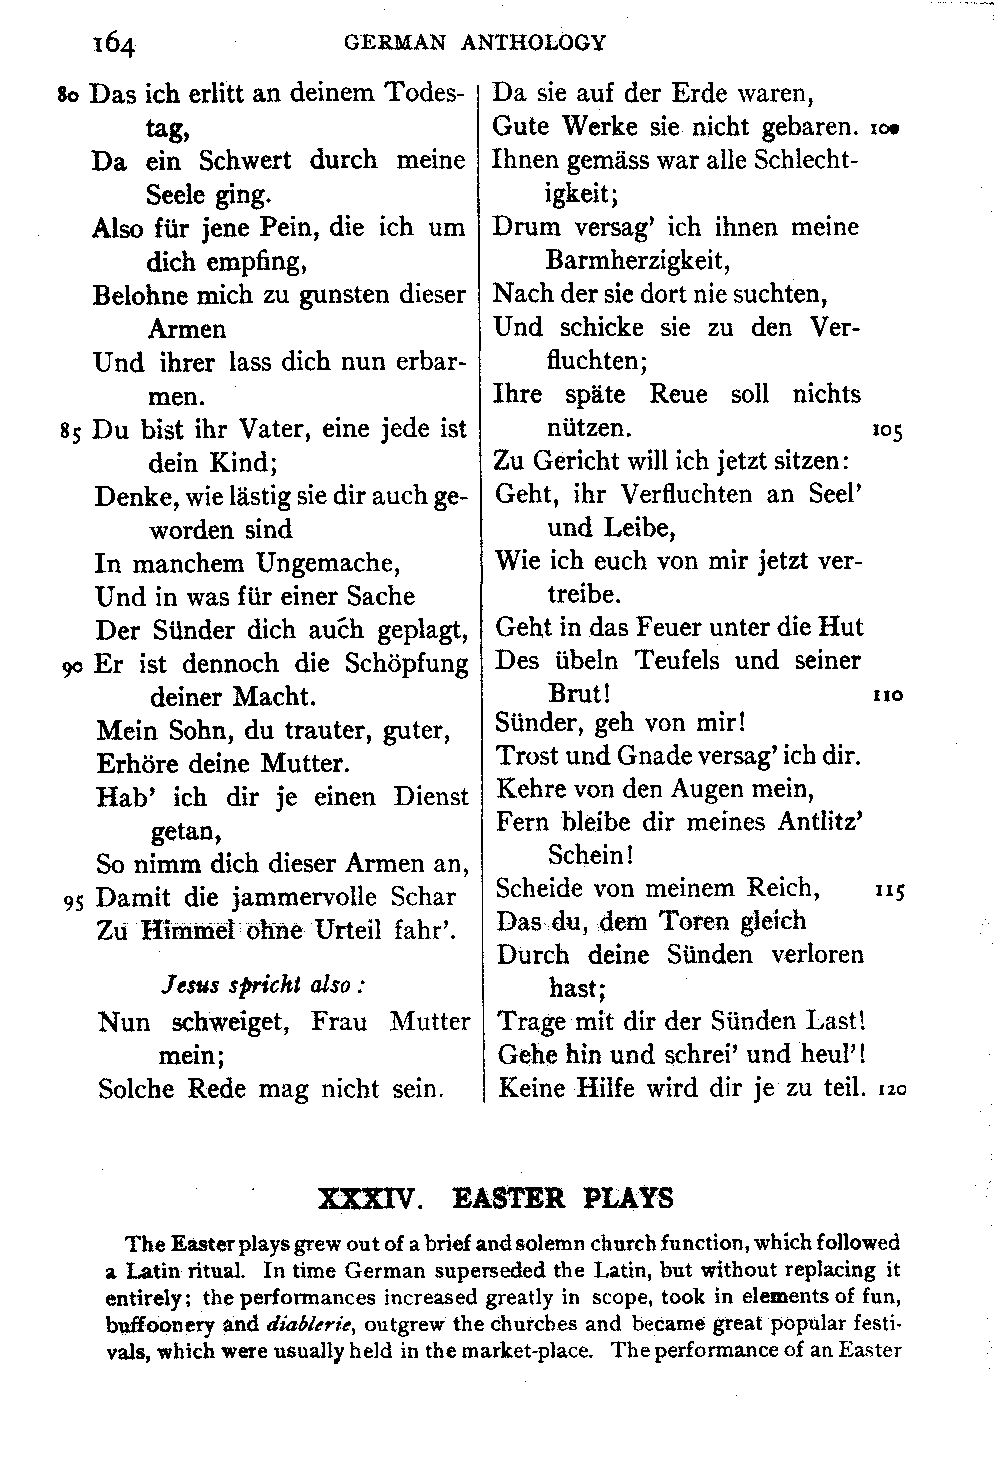 164 GERMAN ANTHOLOGY
80 Das ich erlitt an deinem Todes-
tag,
Da ein Schwert durch meine
Seele ging.
Also für jene Pein, die ich um
dich empfing,
Belohne mich zu gunsten dieser
Armen
Und ihrer lass dich nun erbar-
men.
85 Du bist ihr Vater, eine jede ist
dein Kind;
Denke, wie lästig sie dir auch ge-
worden sind
In manchem Ungemache,
Und in was für einer Sache
Der Sünder dich auch geplagt,
90 Er ist dennoch die Schöpfung
deiner Macht.
Mein Sohn, du trauter, guter,
Erhöre deine Mutter.
Hab' ich dir je einen Dienst
getan,
So nimm dich dieser Armen an,
95 Damit die jammervolle Schar
Zu Himmel ohne Urteil fahr'.
Jesus spricht also:
Nun schweiget, Frau Mutter
mein;
Solche Rede mag nicht sein.
Da sie auf der Erde waren,
Gute Werke sie nicht gebaren. 100
Ihnen gemäss war alle Schlecht-
igkeit;
Drum versag' ich ihnen meine
Barmherzigkeit,
Nach der sie dort nie suchten,
Und schicke sie zu den Ver-
fluchten;
Ihre späte Reue soll nichts
nützen. 105
Zu Gericht will ich jetzt sitzen:
Geht, ihr Verfluchten an Seel'
und Leibe,
Wie ich euch von mir jetzt ver-
treibe.
Geht in das Feuer unter die Hut
Des übeln Teufels und seiner
Brut! 110
Sünder, geh von mir!
Trost und Gnade versag' ich dir.
Kehre von den Augen mein,
Fern bleibe dir meines Antlitz'
Schein!
Scheide von meinem Reich, 115
Das du, dem Toren gleich
Durch deine Sünden verloren
hast;
Trage mit dir der Sünden Last!
Gehe hin und schrei' und heul'!
Keine Hilfe wird dir je zu teil. 120
XXXIV. EASTER PLAYS
The Easter plays grew out of a brief and solemn church function, which followed
a Latin ritual. In time German superseded the Latin, but without replacing it
entirely; the performances increased greatly in scope, took in elements of fun,
buffoonery and diablerie, outgrew the churches and became great popular festi-
vals, which were usually held in the market-place. The performance of an Easter